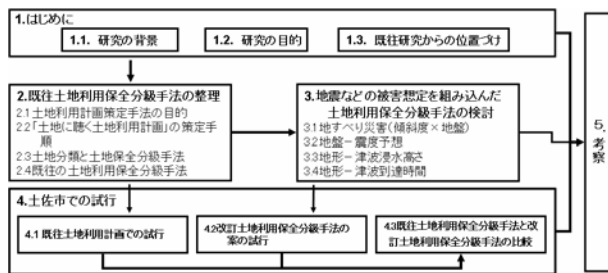 1.はじめに
1.1. 研究の背景
1.2. 研究の目的
1.3. 既往研究からの位置づけ
2.既往土地利用保全分級手法の整理
2.1土地利用計画策定手法の目的
2.2「土地に聴く土地利用計画」の策定手
順
2.3土地分類と土地保全分級手法
2.4既往の土地利用保全分級手法
3.地震などの被害想定を組み込んだ
土地利用保全分級手法の検討
3.1地すべり災害(傾斜度×地盤)
3.2地盤-震度予想
3.3地形-津波浸水高さ
3.4地形-津波到達時間
4.土佐市での試行
4.1 既往土地利用計画での試行
4.2改訂土地利用保全分級手法の
案の試行
4.3既往土地利用保全分級手法と改
訂土地利用保全分級手法の比較
5.
考
察